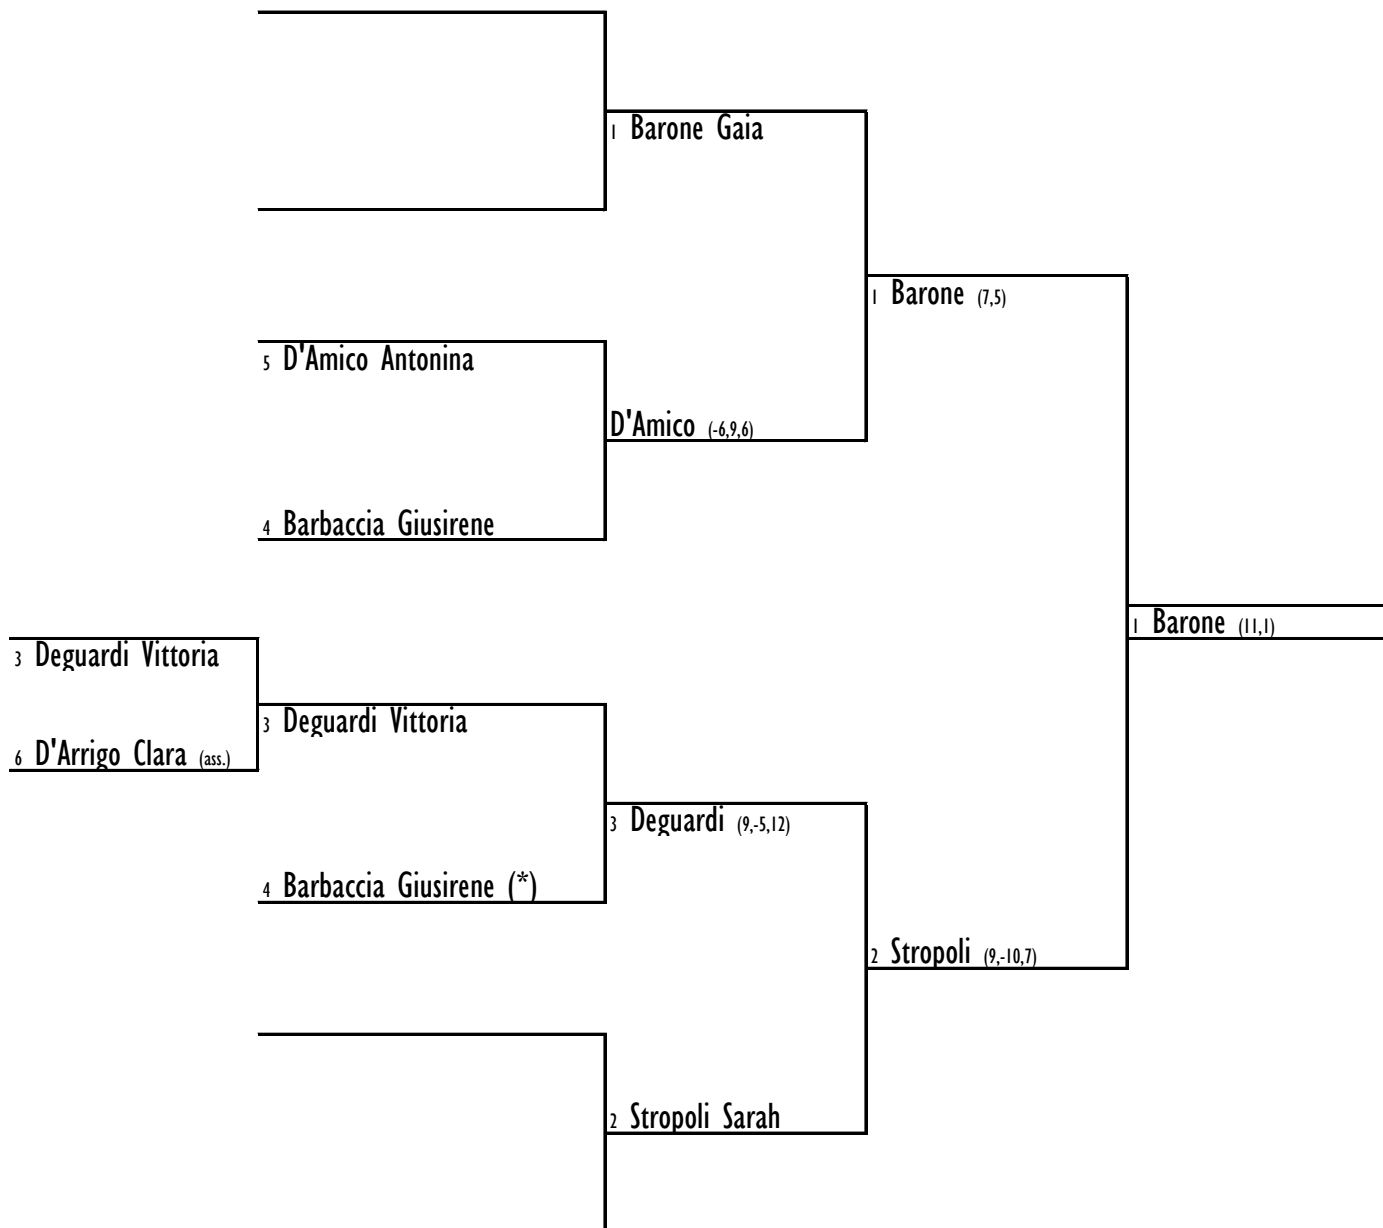 1 Barone Gaia
1 Barone (7,5)
5 D'Amico Antonina
D'Amico (-6,9,6)
4 Barbaccia Giusirene
1 Barone (11,1)
3 Deguardi Vittoria
3 Deguardi Vittoria
6 D'Arrigo Clara (ass.)
3 Deguardi (9,-5,12)
4 Barbaccia Giusirene (*)
2 Stropoli (9,-10,7)
2 Stropoli Sarah